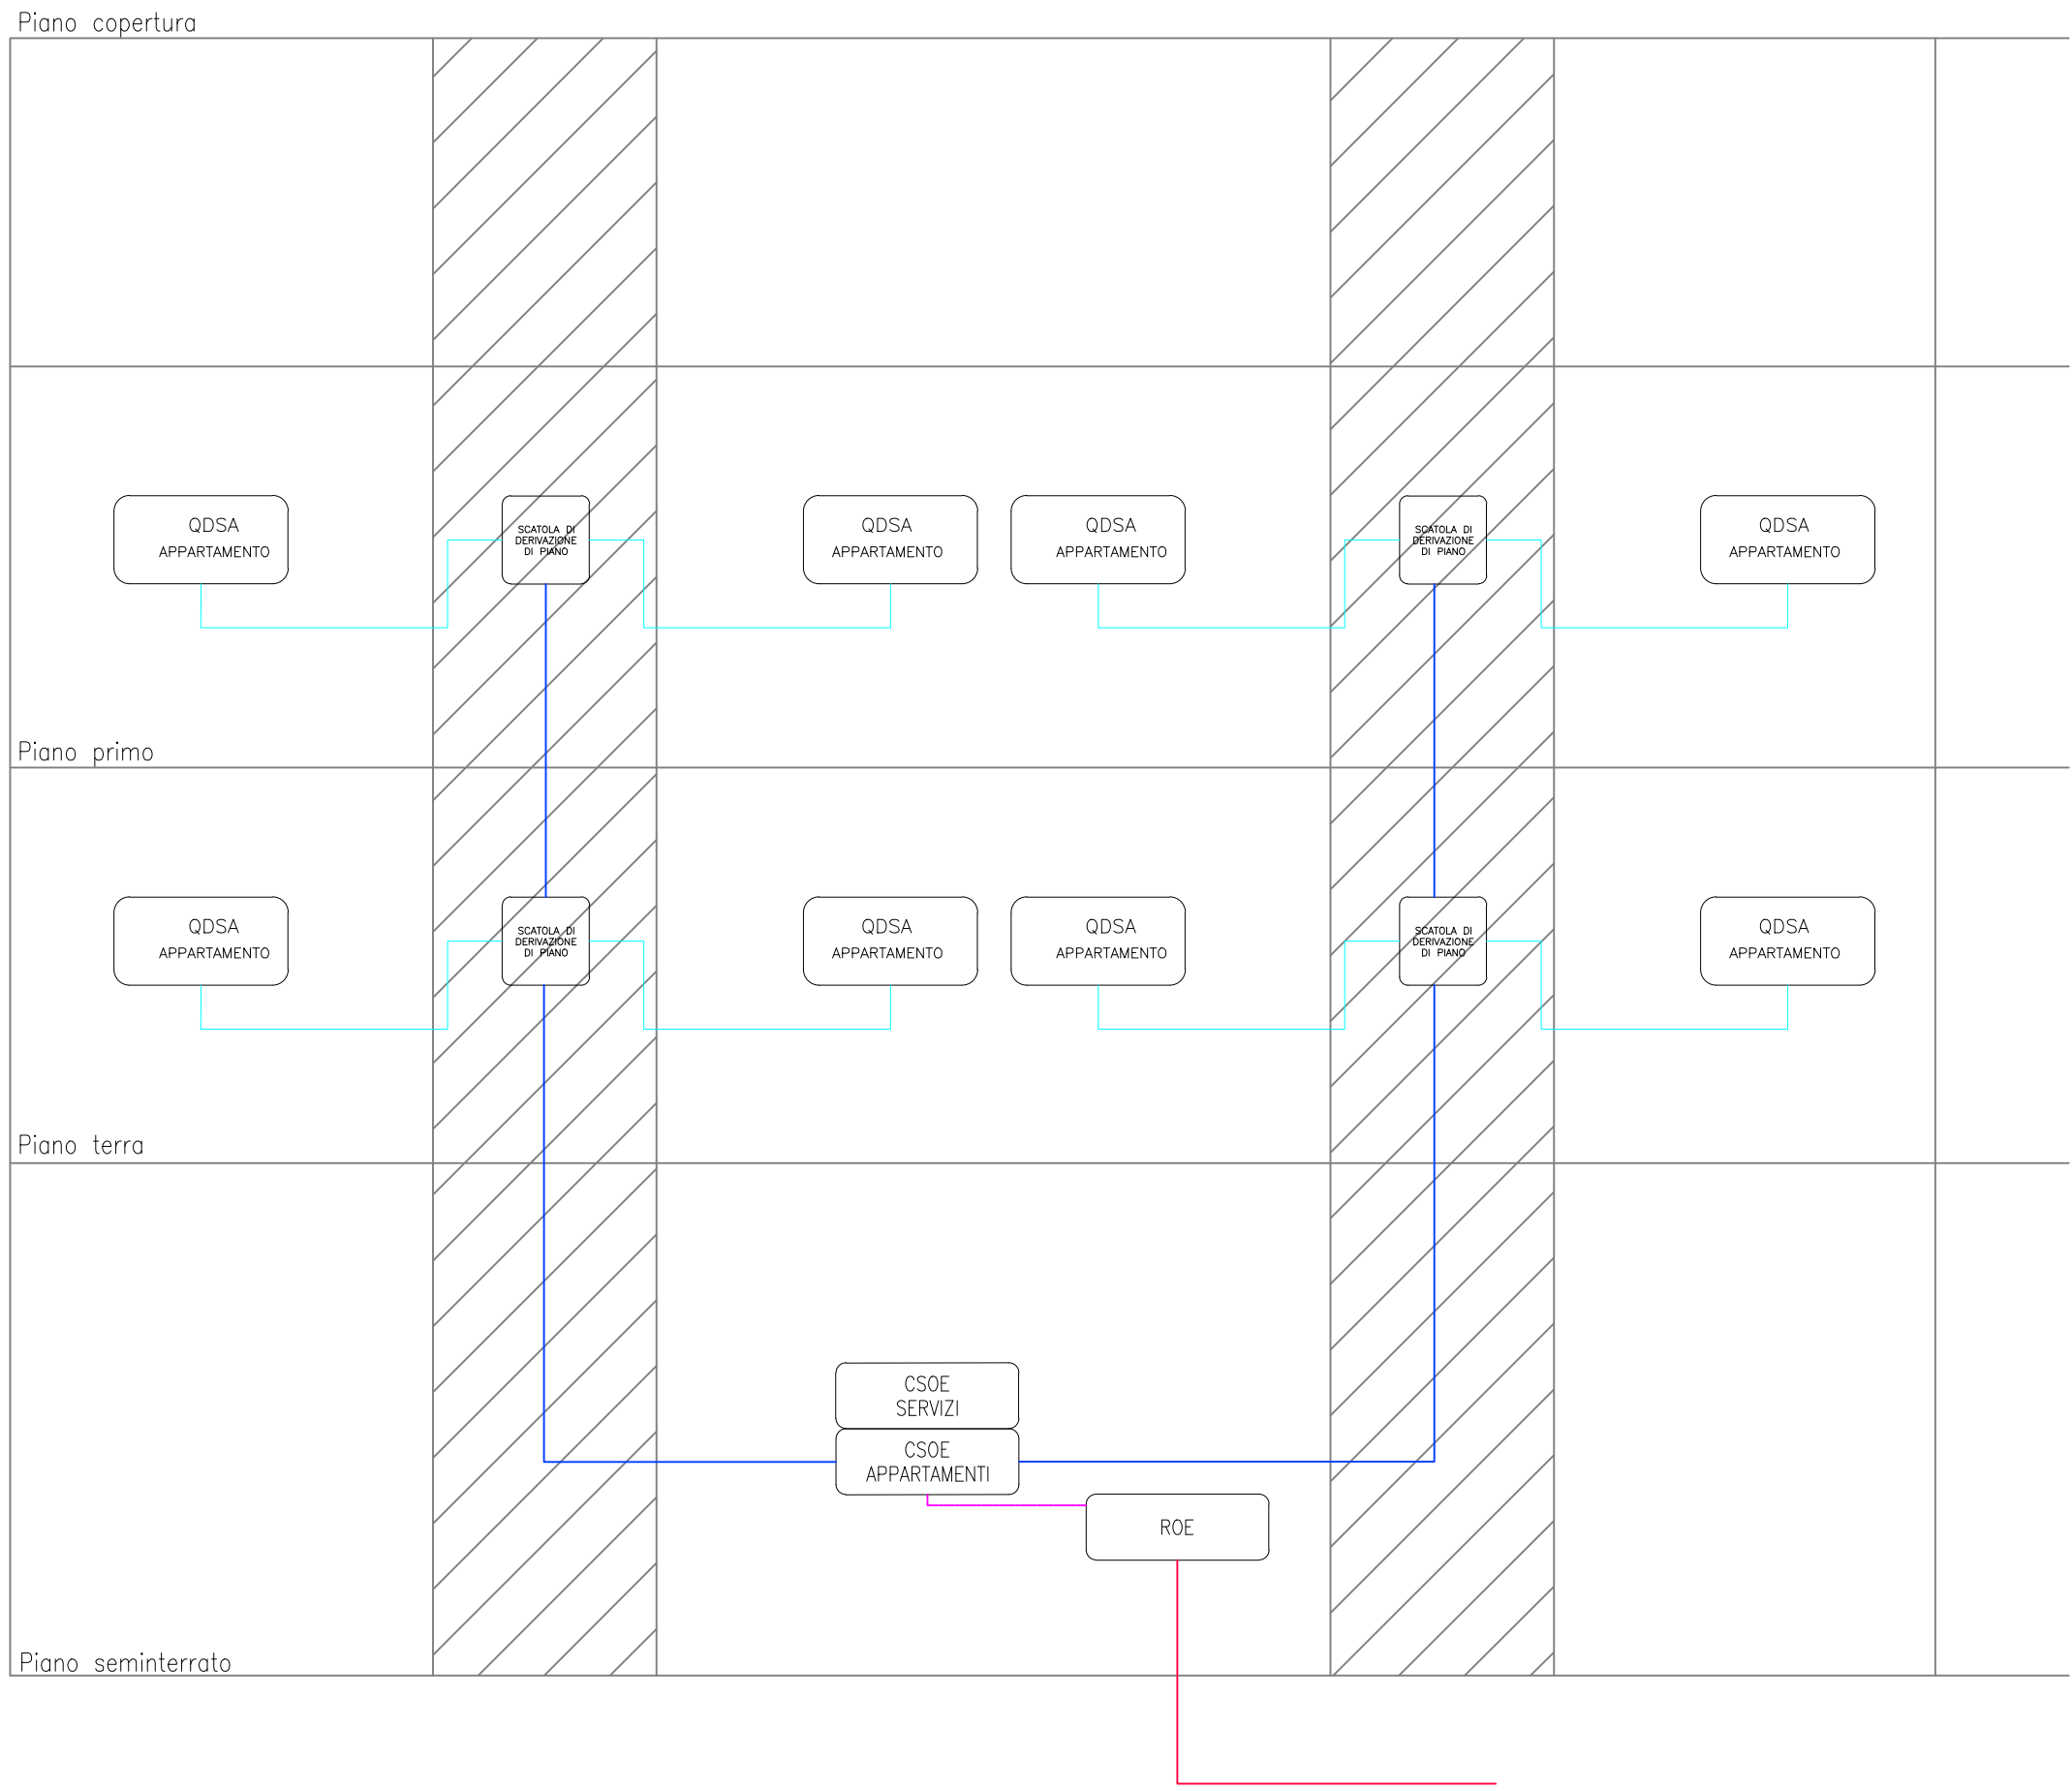 Piano copertura
QDSA
APPARTAMENTO
SCATOLA DI
DERIVAZIONE
DI PIANO
QDSA
APPARTAMENTO
QDSA
APPARTAMENTO
SCATOLA DI
DERIVAZIONE
DI PIANO
QDSA
APPARTAMENTO
Piano primo
QDSA
APPARTAMENTO
SCATOLA DI
DERIVAZIONE
DI PIANO
QDSA
APPARTAMENTO
QDSA
APPARTAMENTO
SCATOLA DI
DERIVAZIONE
DI PIANO
QDSA
APPARTAMENTO
Piano terra
CSOE
SERVIZI
CSOE
APPARTAMENTI
ROE
Piano seminterrato